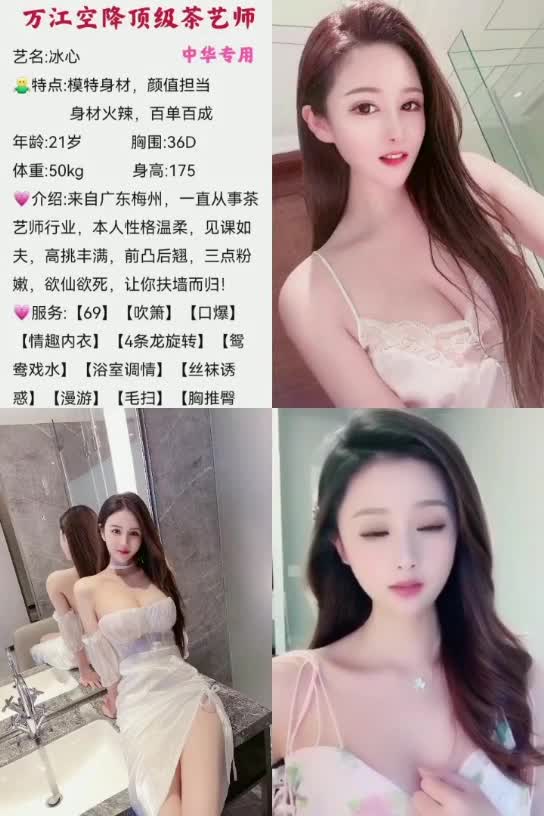 万江空降顶级茶艺师
艺名:冰心
中华专用
特点:模特身材，颜值担当
身材火辣，百单百成
年龄:21岁 胸围:36D
体重:50kg 身高:175
介绍:来自广东梅州，一直从事茶
艺师行业，本人性格温柔，见课如
夫，高挑丰满，前凸后翘，三点粉
嫩，欲仙欲死，让你扶墙而归!
服务:【69】【吹箫】【口爆】
【情趣内衣】【4条龙旋转】【鸳
鸯戏水】【浴室调情】【丝袜诱
惑】【漫游】【毛扫】【胸推臀